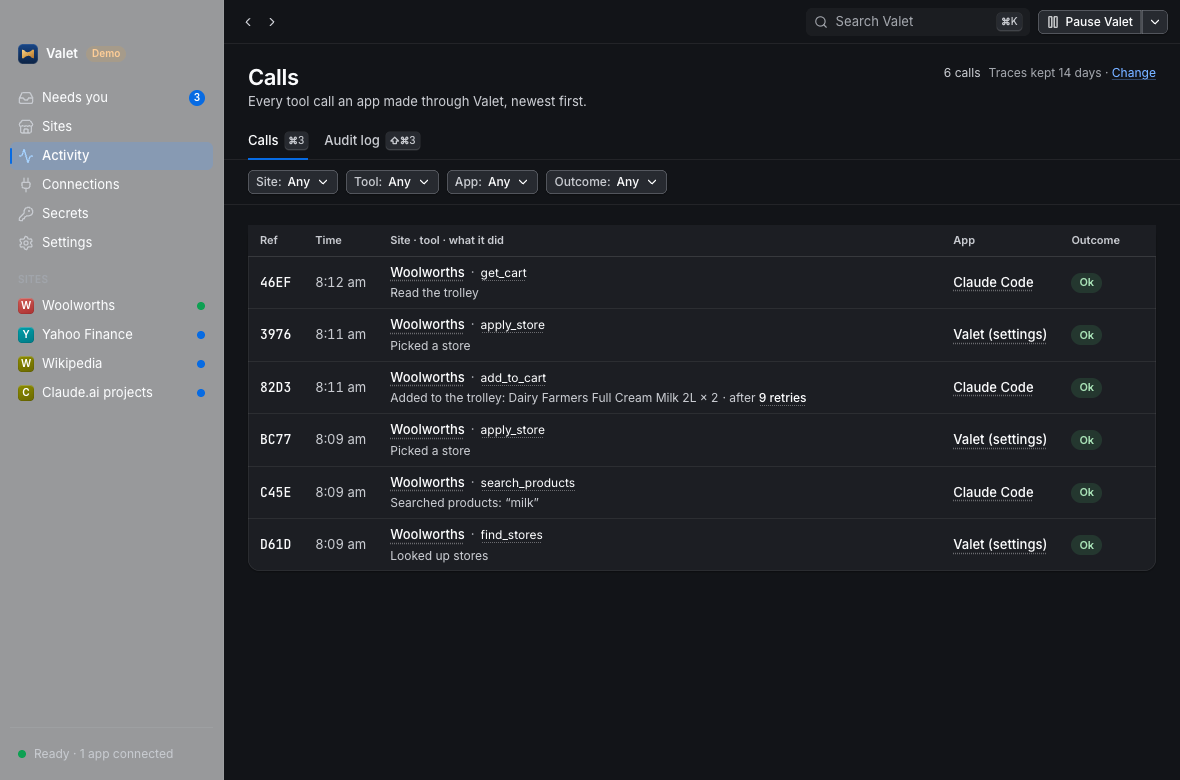 Search Valet ⌘K
Pause Valet
Valet Demo
Needs you 3
Sites
Activity
Connections
Secrets
Settings
SITES
W Woolworths
Y Yahoo Finance
W Wikipedia
C Claude.ai projects
Ready · 1 app connected
Calls
6 calls Traces kept 14 days · Change
Every tool call an app made through Valet, newest first.
Calls ⌘3 Audit log ⇧⌘3
Site: Any Tool: Any App: Any Outcome: Any
Ref Time Site · tool · what it did App Outcome
46EF 8:12 am Woolworths · get_cart Claude Code Ok
Read the trolley
3976 8:11 am Woolworths · apply_store Valet (settings) Ok
Picked a store
82D3 8:11 am Woolworths · add_to_cart Claude Code Ok
Added to the trolley: Dairy Farmers Full Cream Milk 2L × 2 · after 9 retries
BC77 8:09 am Woolworths · apply_store Valet (settings) Ok
Picked a store
C45E 8:09 am Woolworths · search_products Claude Code Ok
Searched products: “milk”
D61D 8:09 am Woolworths · find_stores Valet (settings) Ok
Looked up stores